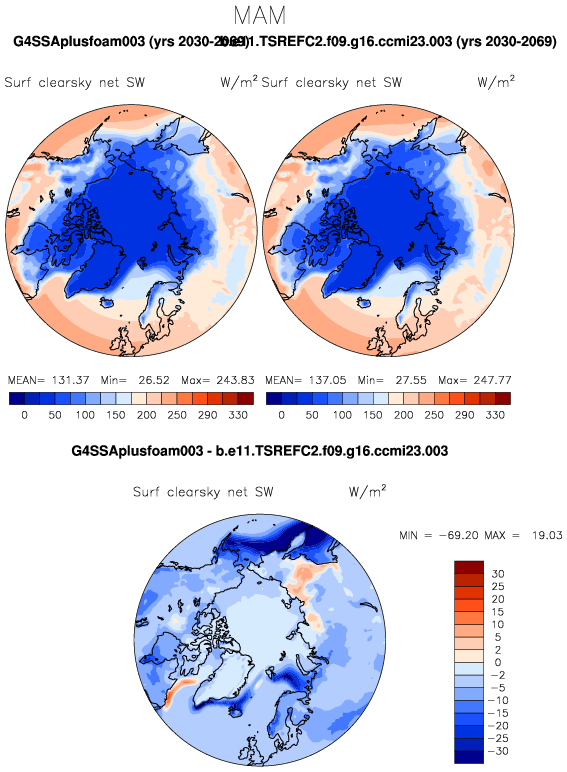 MAM
G4SSAplusfoam003 (yrs 2030-2069) b.e11.TSREFC2.f09.g16.ccmi23.003 (yrs 2030-2069)
Surf clearsky net SW W/m² Surf clearsky net SW W/m²
MEAN= 131.37 Min= 26.52 Max= 243.83 MEAN= 137.05 Min= 27.55 Max= 247.77
0 50 100 150 200 250 290 330 0 50 100 150 200 250 290 330
G4SSAplusfoam003 - b.e11.TSREFC2.f09.g16.ccmi23.003
Surf clearsky net SW W/m²
MIN = -69.20 MAX = 19.03
30
25
20
15
10
5
2
0
-2
-5
-10
-15
-20
-25
-30